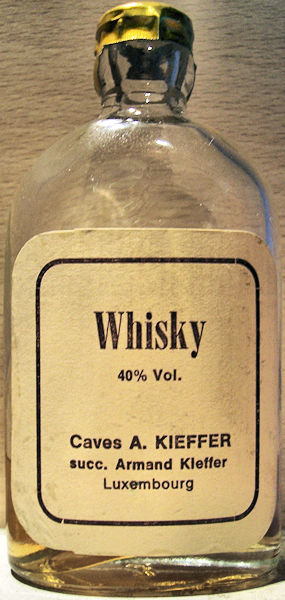 Whisky
40% Vol.
Caves A. KIEFFER
succ. Armand Kieffer
Luxembourg